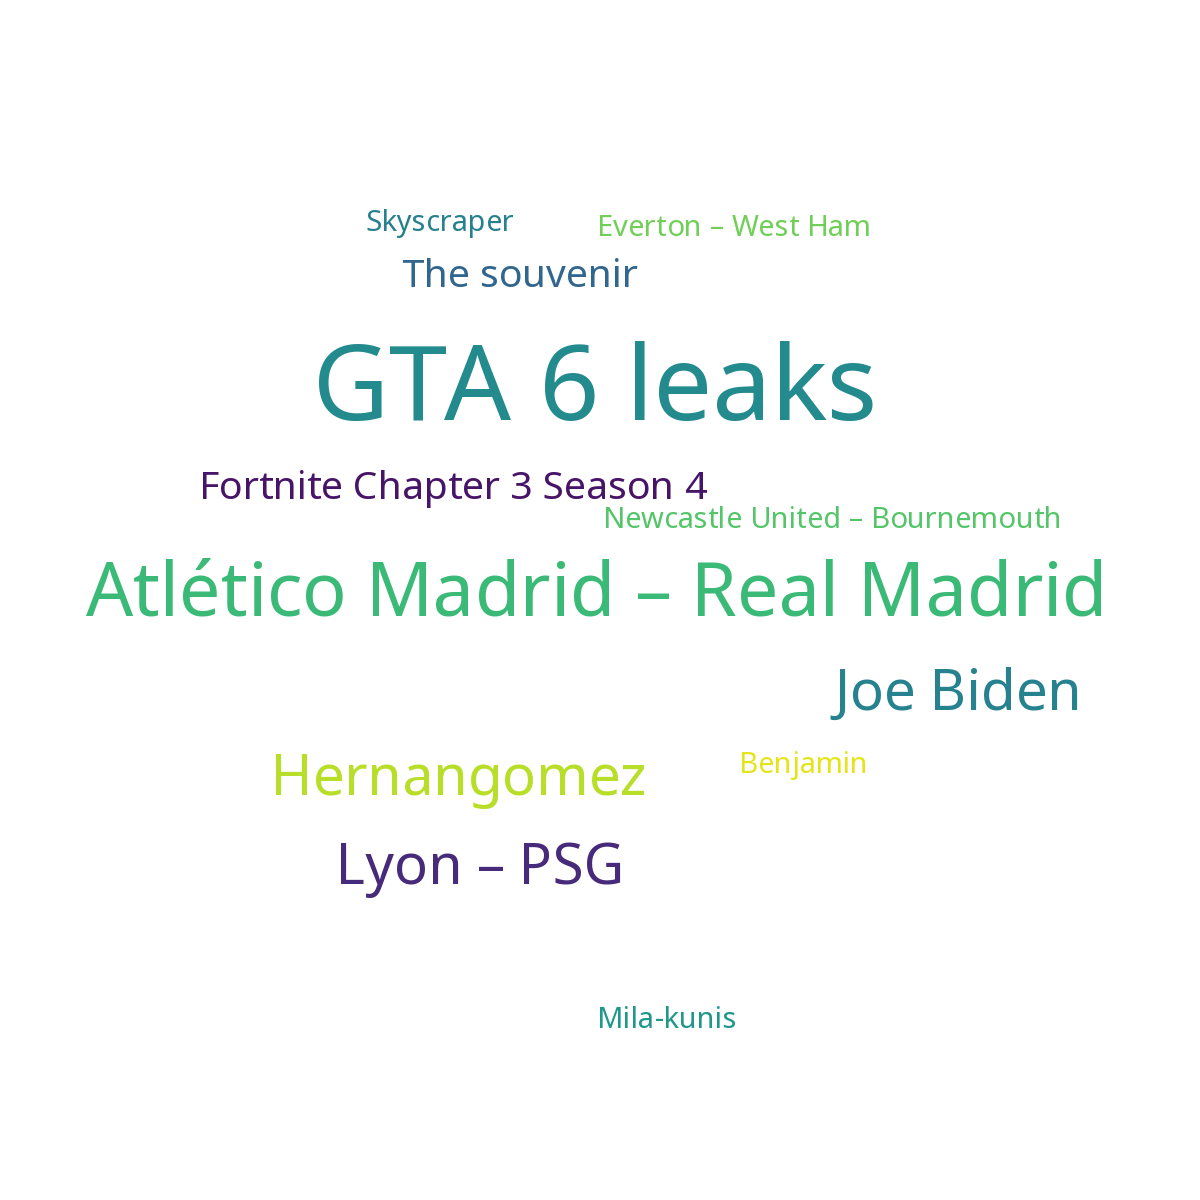 Skyscraper
Everton – West Ham
The souvenir
GTA 6 leaks
Fortnite Chapter 3 Season 4
Newcastle United – Bournemouth
Atlético Madrid – Real Madrid
Joe Biden
Hernangomez
Benjamin
Lyon – PSG
Mila-kunis